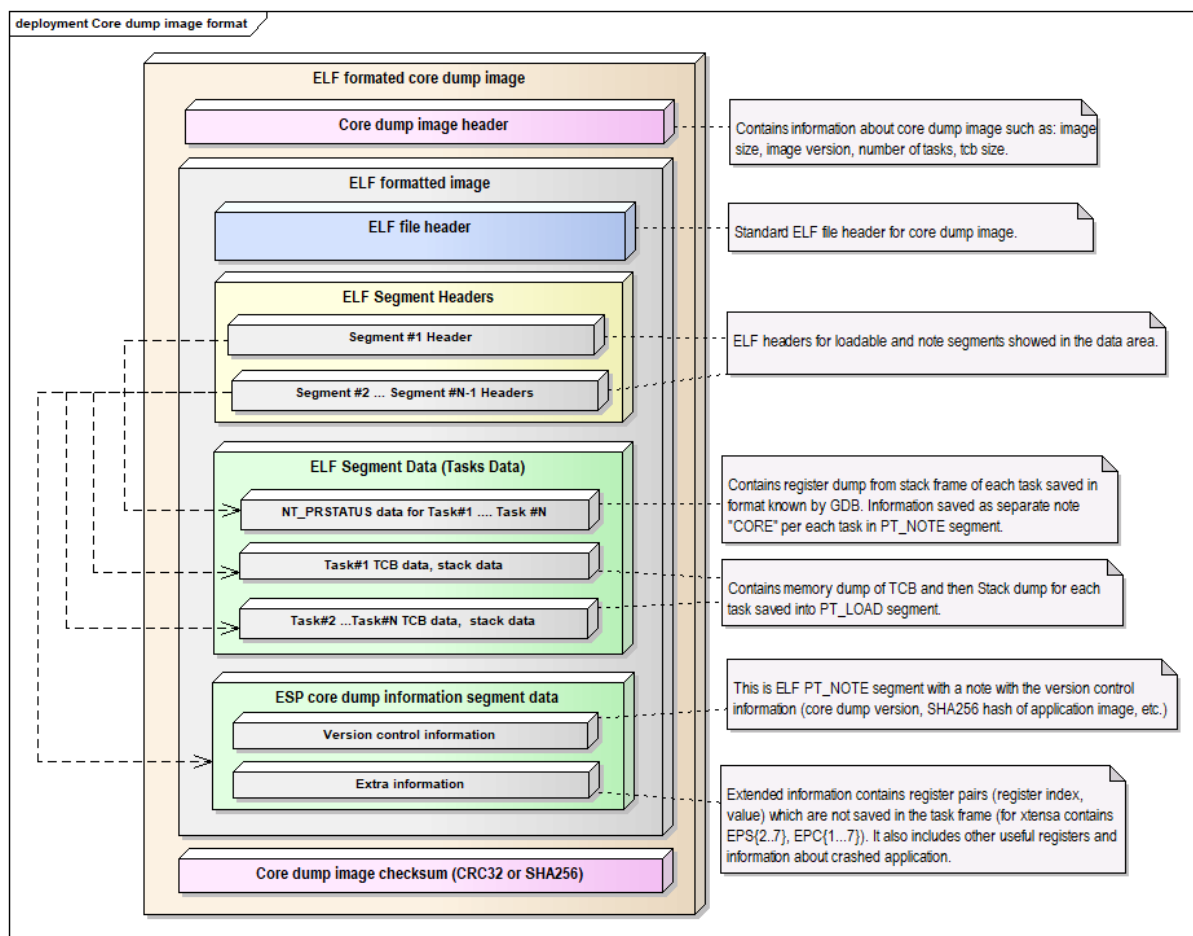 deployment Core dump image format
ELF formated core dump image
Core dump image header
Contains information about core dump image such as: image
size, image version, number of tasks, tcb size.
ELF formatted image
ELF file header
Standard ELF file header for core dump image.
ELF Segment Headers
Segment #1 Header
ELF headers for loadable and note segments showed in the data area.
Segment #2 ... Segment #N-1 Headers
ELF Segment Data (Tasks Data)
NT_PRSTATUS data for Task#1 .... Task #N
Contains register dump from stack frame of each task saved in
format known by GDB. Information saved as separate note
"CORE" per each task in PT_NOTE segment.
Task#1 TCB data, stack data
Contains memory dump of TCB and then Stack dump for each
task saved into PT_LOAD segment.
Task#2 ...Task#N TCB data, stack data
ESP core dump information segment data
This is ELF PT_NOTE segment with a note with the version control
information (core dump version, SHA256 hash of application image, etc.)
Version control information
Extra information
Extended information contains register pairs (register index,
value) which are not saved in the task frame (for xtensa contains
EPS{2..7}, EPC{1...7}). It also includes other useful registers and
information about crashed application.
Core dump image checksum (CRC32 or SHA256)